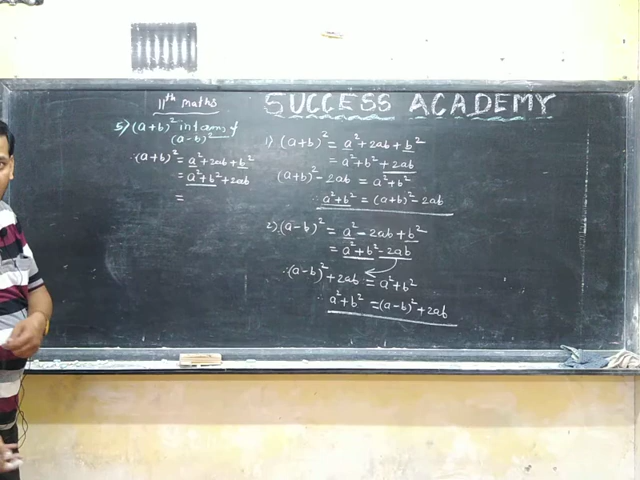 11th Maths
SUCCESS ACADEMY
5) (a+b)² in terms of
(a-b)²
∴(a+b)² = a²+2ab+b²
= a²+b²+2ab
=
1) (a+b)² = a²+2ab+b²
= a²+b²+2ab
(a+b)²-2ab = a²+b²
∴ a²+b² = (a+b)²-2ab
2) (a-b)² = a²-2ab+b²
= a²+b²-2ab
∴(a-b)²+2ab = a²+b²
∴ a²+b² = (a-b)²+2ab